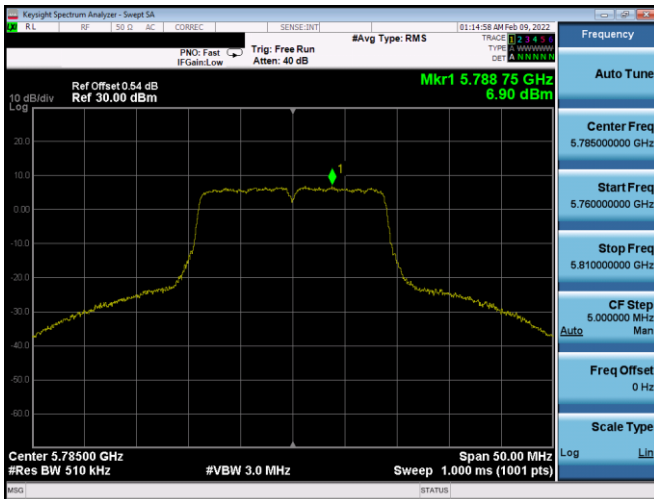 Keysight Spectrum Analyzer - Swept SA
RL RF 50 Ω AC CORREC SENSE:INT 01:14:58 AM Feb 09, 2022
#Avg Type: RMS TRACE 1 2 3 4 5 6
PNO: Fast Trig: Free Run TYPE A WWWWW
IFGain:Low Atten: 40 dB DET A N N N N N
Mkr1 5.788 75 GHz
Ref Offset 0.54 dB
10 dB/div Ref 30.00 dBm 6.90 dBm
Log
20.0
10.0
1
0.00
-10.0
-20.0
-30.0
-40.0
-50.0
-60.0
Center 5.78500 GHz Span 50.00 MHz
#Res BW 510 kHz #VBW 3.0 MHz Sweep 1.000 ms (1001 pts)
MSG STATUS
Frequency
Auto Tune
Center Freq
5.785000000 GHz
Start Freq
5.760000000 GHz
Stop Freq
5.810000000 GHz
CF Step
5.000000 MHz
Auto Man
Freq Offset
0 Hz
Scale Type
Log Lin